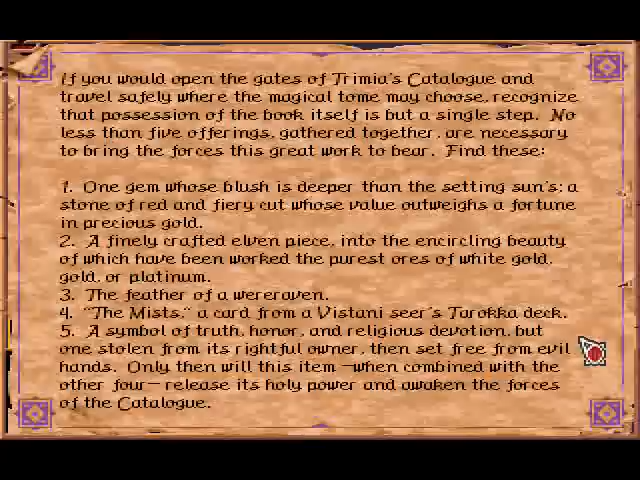 If you would open the gates of Trimia's Catalogue and
travel safely where the magical tome may choose, recognize
that possession of the book itself is but a single step. No
less than five offerings, gathered together, are necessary
to bring the forces this great work to bear. Find these:
1. One gem whose blush is deeper than the setting sun's; a
stone of red and fiery cut whose value outweighs a fortune
in precious gold.
2. A finely crafted elven piece, into the encircling beauty
of which have been worked the purest ores of white gold,
gold, or platinum.
3. The feather of a wereraven.
4. "The Mists," a card from a Vistani seer's Tarokka deck.
5. A symbol of truth, honor, and religious devotion, but
one stolen from its rightful owner, then set free from evil
hands. Only then will this item —when combined with the
other four— release its holy power and awaken the forces
of the Catalogue.